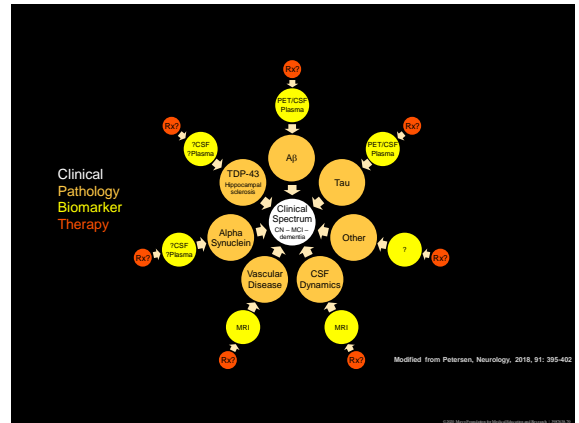 Rx?
PET/CSF
Plasma
Aβ
Rx?
?CSF
?Plasma
TDP-43
Hippocampal
sclerosis
Rx?
PET/CSF
Plasma
Tau
Clinical
Pathology
Biomarker
Therapy
Clinical
Spectrum
CN – MCI –
dementia
Alpha
Synuclein
?CSF
?Plasma
Rx?
Other
?
Rx?
Vascular
Disease
MRI
Rx?
CSF
Dynamics
MRI
Rx?
Modified from Petersen, Neurology, 2018, 91: 395-402